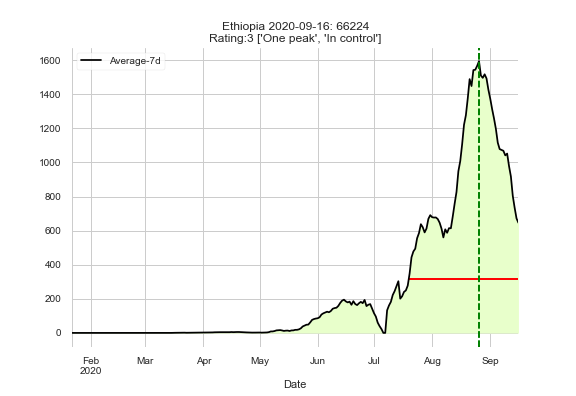 Ethiopia 2020-09-16: 66224
Rating:3 ['One peak', 'In control']
Average-7d
1600
1400
1200
1000
800
600
400
200
0
Feb Mar Apr May Jun Jul Aug Sep
2020
Date